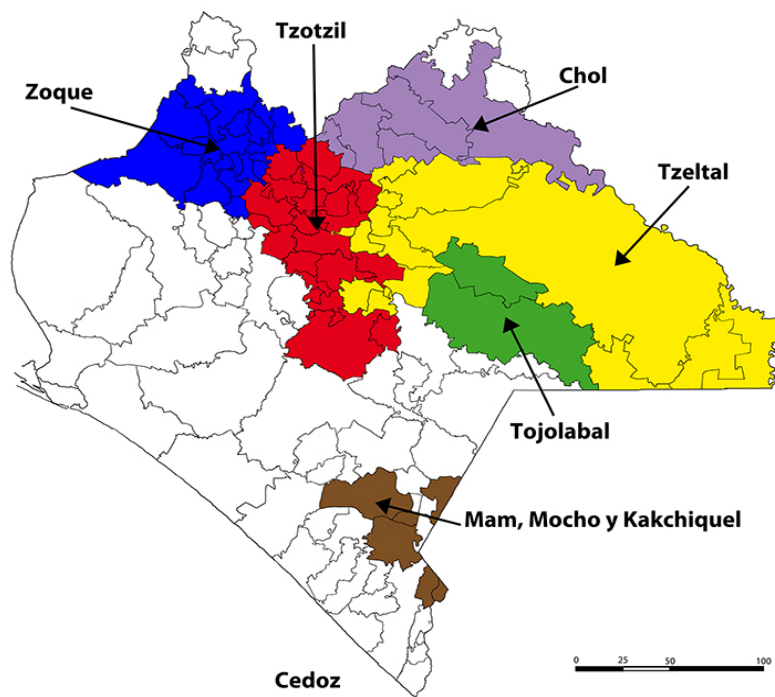 Tzotzil
Zoque
Chol
Tzeltal
Tojolabal
Mam, Mocho y Kakchiquel
Cedoz
0 25 50 100